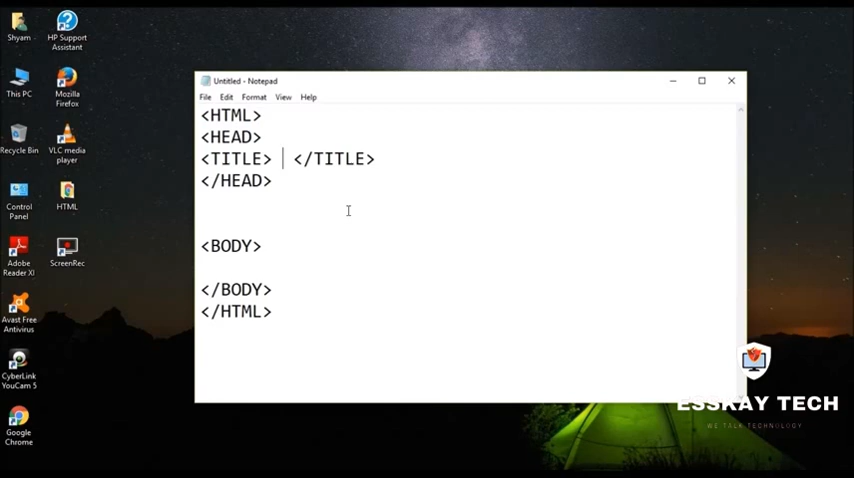 Shyam
HP Support
Assistant
This PC
Mozilla
Firefox
Recycle Bin
VLC media
player
Control
Panel
HTML
Adobe
Reader XI
ScreenRec
Avast Free
Antivirus
CyberLink
YouCam 5
Google
Chrome
Untitled - Notepad
File Edit Format View Help
<HTML>
<HEAD>
<TITLE> </TITLE>
</HEAD>
<BODY>
</BODY>
</HTML>
ESSKAY TECH
WE TALK TECHNOLOGY